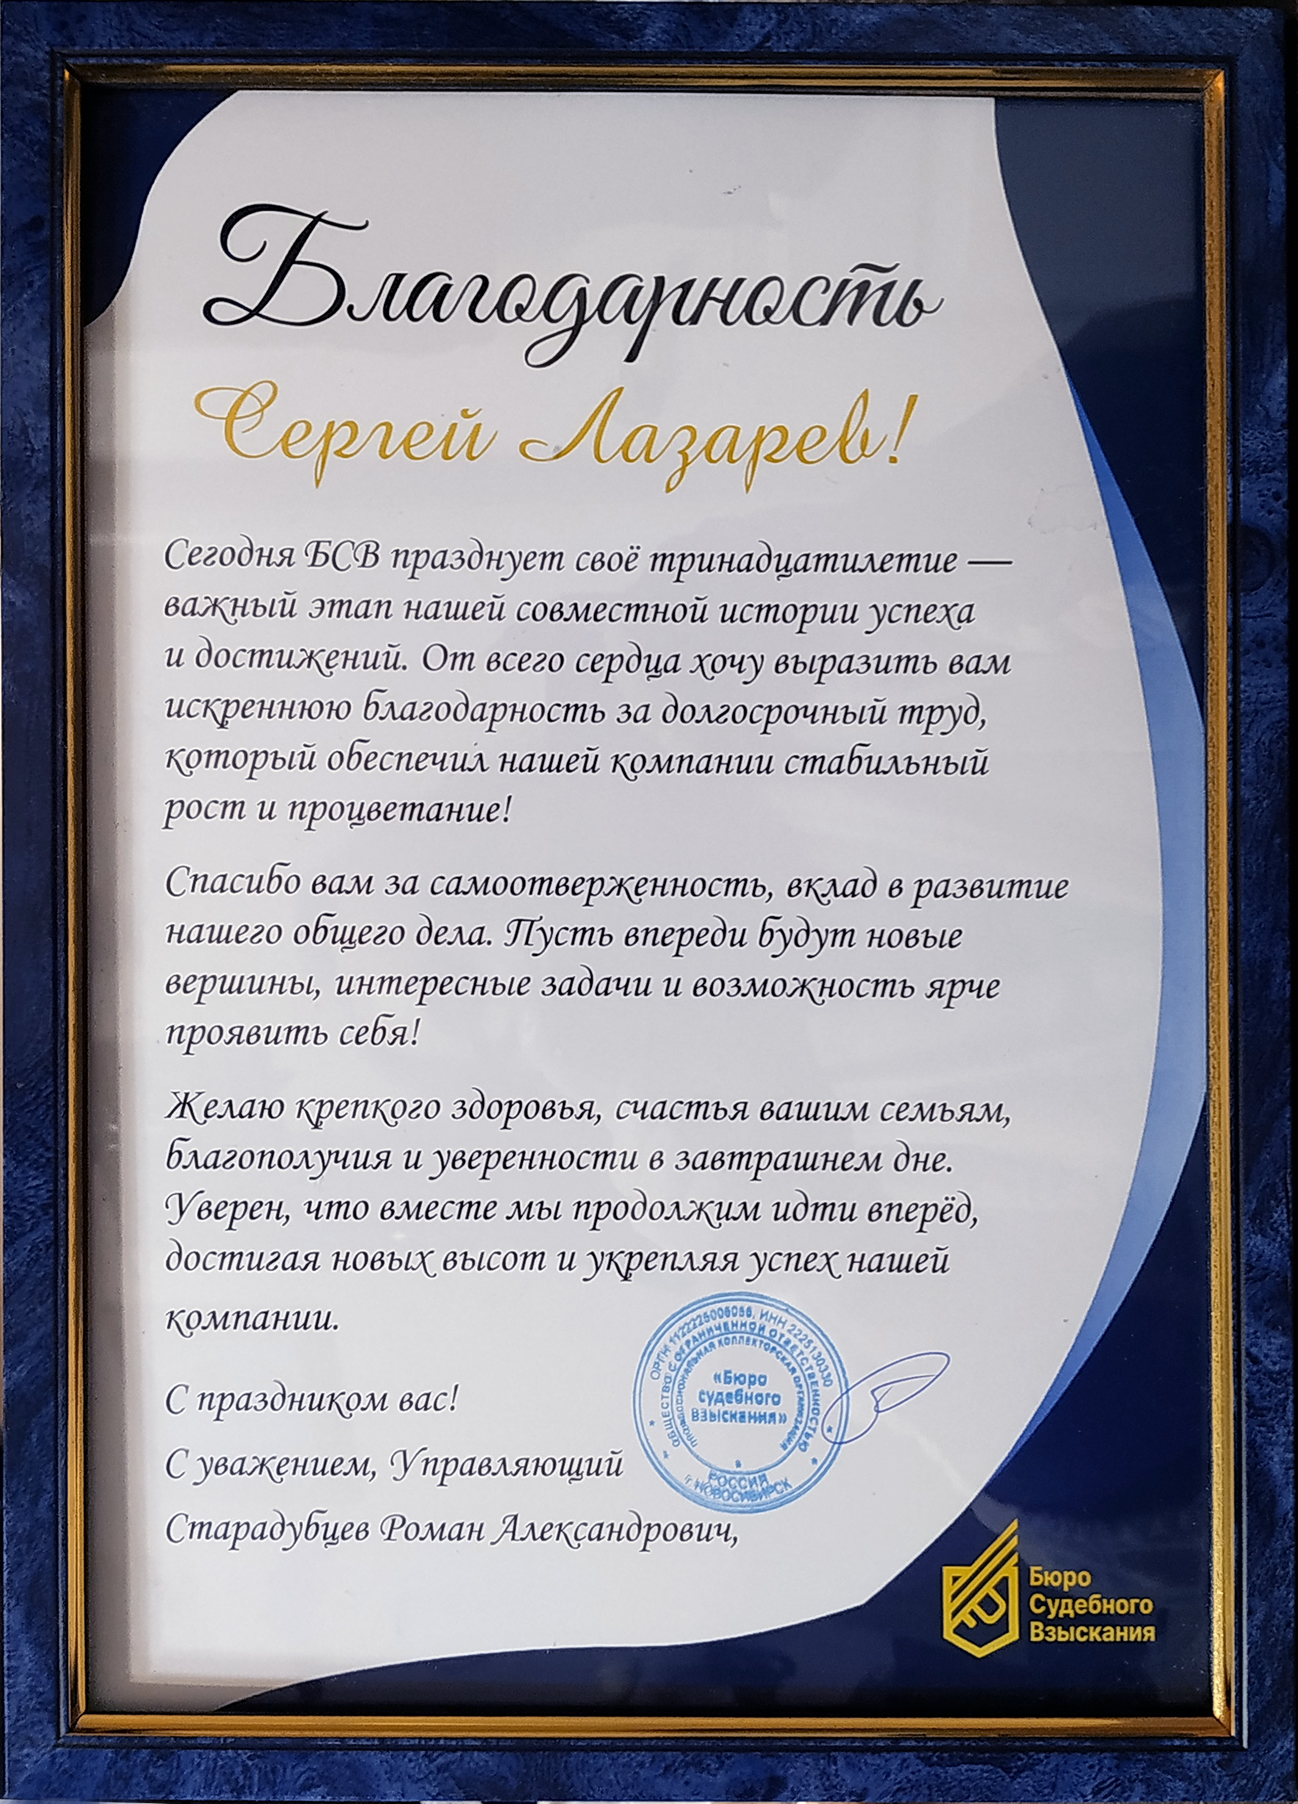 Благодарность
Сергей Лазарев!
Сегодня БСВ празднует своё тринадцатилетие —
важный этап нашей совместной истории успеха
и достижений. От всего сердца хочу выразить вам
искреннюю благодарность за долгосрочный труд,
который обеспечил нашей компании стабильный
рост и процветание!
Спасибо вам за самоотверженность, вклад в развитие
нашего общего дела. Пусть впереди будут новые
вершины, интересные задачи и возможность ярче
проявить себя!
Желаю крепкого здоровья, счастья вашим семьям,
благополучия и уверенности в завтрашнем дне.
Уверен, что вместе мы продолжим идти вперёд,
достигая новых высот и укрепляя успех нашей
компании.
С праздником вас!
С уважением, Управляющий
Старадубцев Роман Александрович,
ОРГН 1122225006056, ИНН 2225130330
ОБЩЕСТВО С ОГРАНИЧЕННОЙ ОТВЕТСТВЕННОСТЬЮ
ПРОФЕССИОНАЛЬНАЯ КОЛЛЕКТОРСКАЯ ОРГАНИЗАЦИЯ
«Бюро
судебного
взыскания»
РОССИЯ
г. НОВОСИБИРСК
Бюро
Судебного
Взыскания